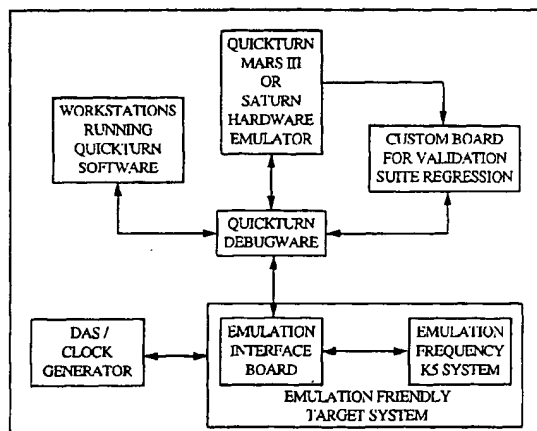 QUICKTURN
MARS III
OR
SATURN
HARDWARE
EMULATOR
WORKSTATIONS
RUNNING
QUICKTURN
SOFTWARE
CUSTOM BOARD
FOR VALIDATION
SUITE REGRESSION
QUICKTURN
DEBUGWARE
DAS /
CLOCK
GENERATOR
EMULATION
INTERFACE
BOARD
EMULATION
FREQUENCY
K5 SYSTEM
EMULATION FRIENDLY
TARGET SYSTEM